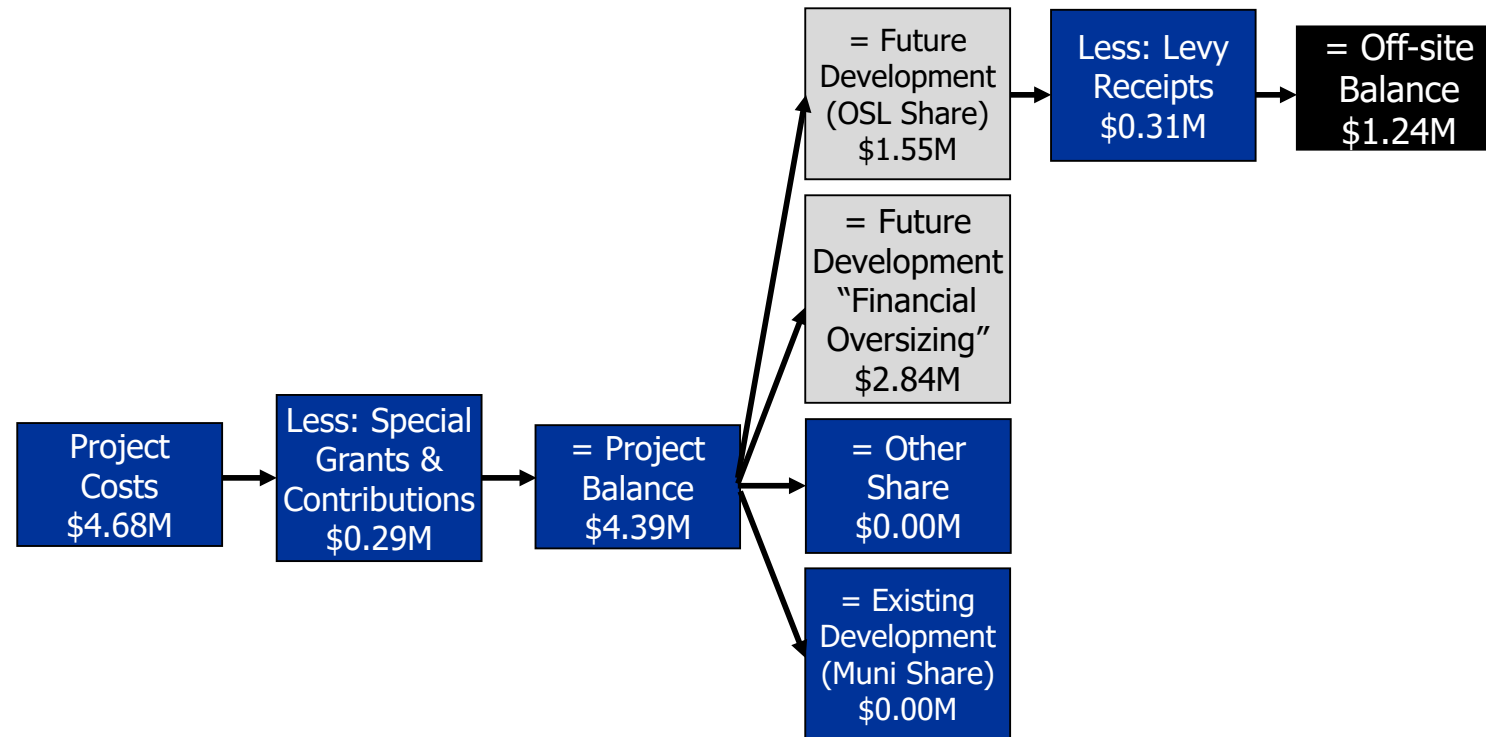 Project
Costs
$4.68M
Less: Special
Grants &
Contributions
$0.29M
= Project
Balance
$4.39M
= Future
Development
(OSL Share)
$1.55M
Less: Levy
Receipts
$0.31M
= Off-site
Balance
$1.24M
= Future
Development
“Financial
Oversizing”
$2.84M
= Other
Share
$0.00M
= Existing
Development
(Muni Share)
$0.00M